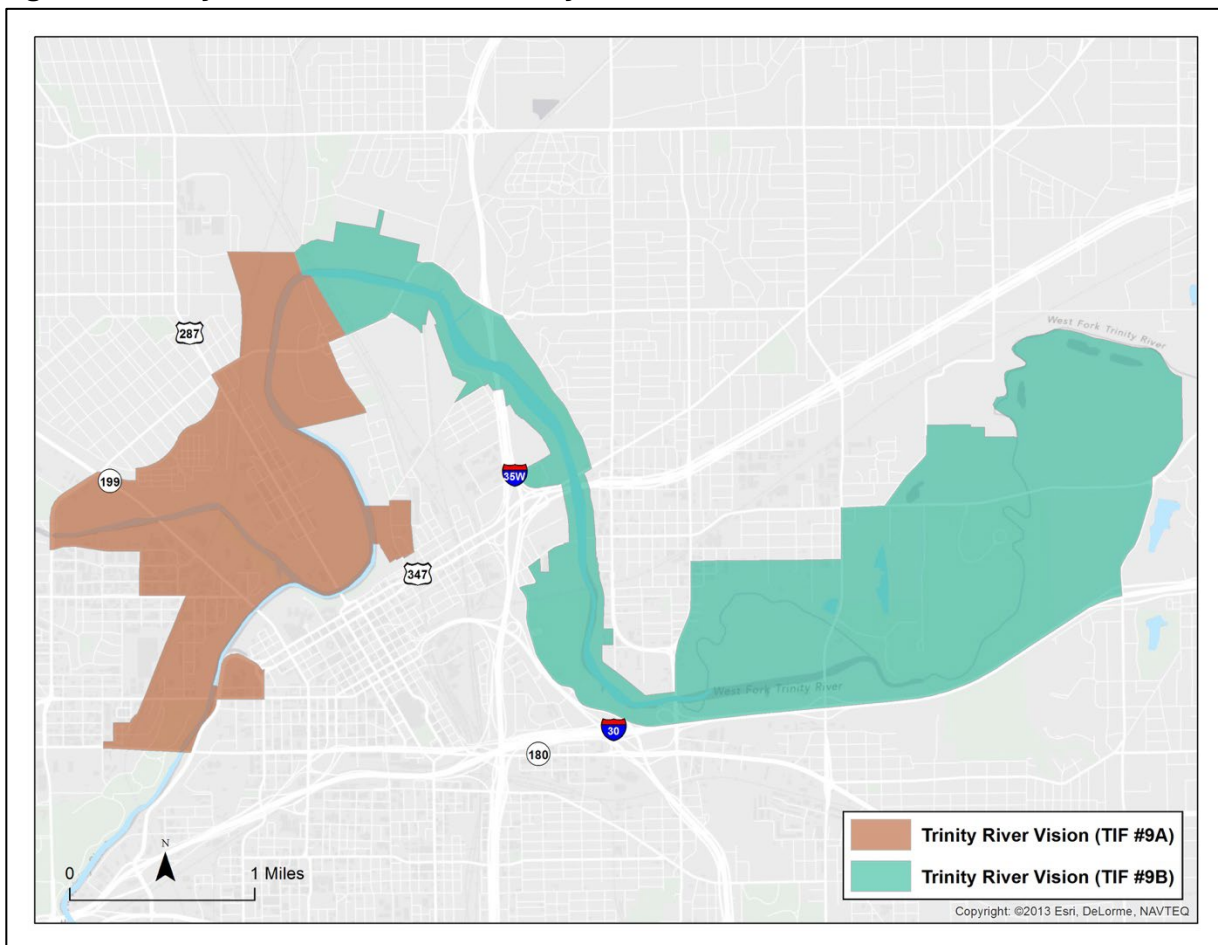 287
West Fork Trinity River
199
35W
347
West Fork Trinity River
30
180
N
0
1 Miles
Trinity River Vision (TIF #9A)
Trinity River Vision (TIF #9B)
Copyright: ©2013 Esri, DeLorme, NAVTEQ